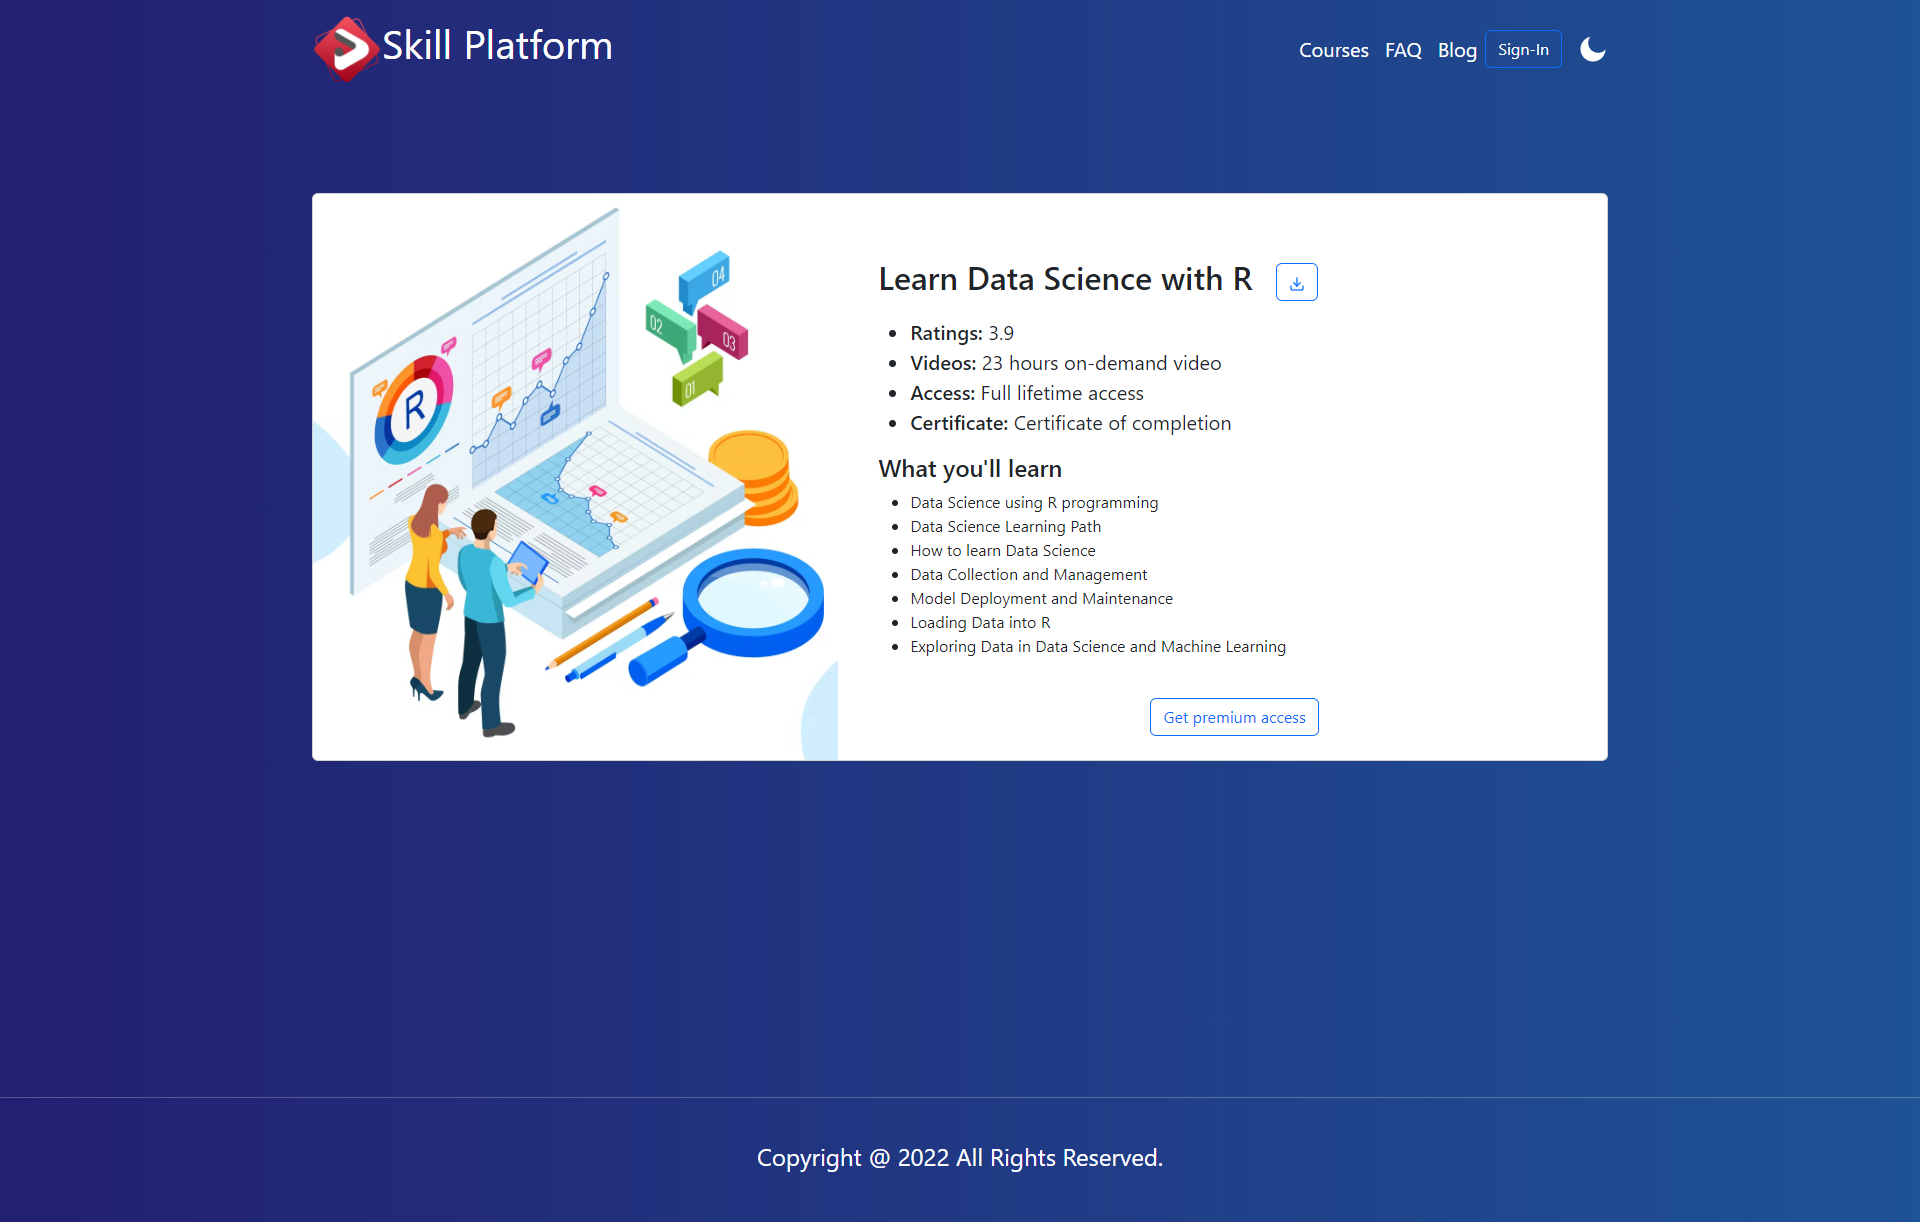 Skill Platform
Courses FAQ Blog Sign-In
04
02
03
01
R
Learn Data Science with R
Ratings: 3.9
Videos: 23 hours on-demand video
Access: Full lifetime access
Certificate: Certificate of completion
What you'll learn
Data Science using R programming
Data Science Learning Path
How to learn Data Science
Data Collection and Management
Model Deployment and Maintenance
Loading Data into R
Exploring Data in Data Science and Machine Learning
Get premium access
Copyright @ 2022 All Rights Reserved.